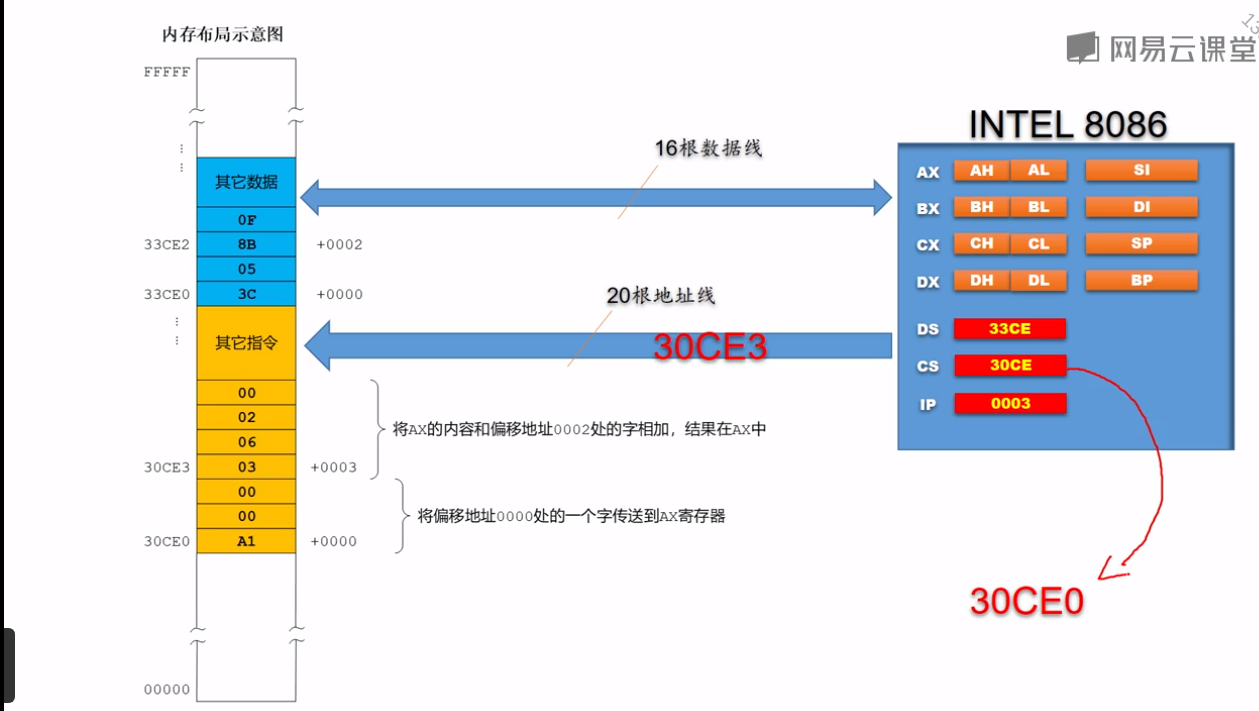 内存布局示意图
网易云课堂
FFFFF
INTEL 8086
16根数据线
其它数据
0F
33CE2 8B +0002
05
33CE0 3C +0000
20根地址线
30CE3
其它指令
00
02
06
30CE3 03 +0003
00
00
30CE0 A1 +0000
将AX的内容和偏移地址0002处的字相加，结果在AX中
将偏移地址0000处的一个字传送到AX寄存器
00000
AX AH AL SI
BX BH BL DI
CX CH CL SP
DX DH DL BP
DS 33CE
CS 30CE
IP 0003
30CE0